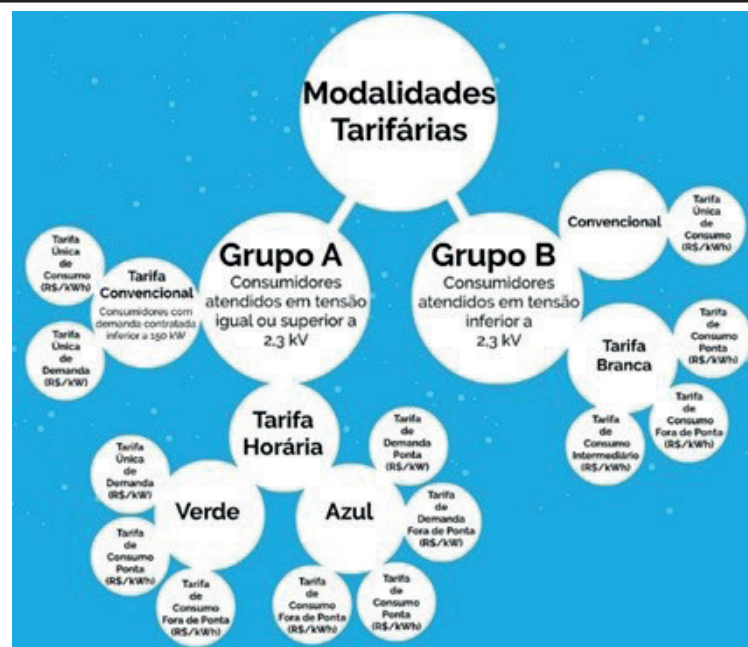 Modalidades
Tarifárias
Grupo A
Consumidores
atendidos em tensão
igual ou superior a
2,3 kV
Grupo B
Consumidores
atendidos em tensão
inferior a
2,3 kV
Convencional
Tarifa
Única
de
Consumo
(R$/kWh)
Tarifa
Única
de
Consumo
(R$/kWh)
Tarifa
Convencional
Consumidores com
demanda contratada
inferior a 150 kW
Tarifa
Única
de
Demanda
(R$/kW)
Tarifa
Branca
Tarifa
de
Consumo
Ponta
(R$/kWh)
Tarifa
de
Consumo
Fora de Ponta
(R$/kWh)
Tarifa
de
Consumo
Intermediário
(R$/kWh)
Tarifa
Horária
Verde
Tarifa
Única
de
Demanda
(R$/kW)
Tarifa
de
Consumo
Ponta
(R$/kWh)
Tarifa
de
Consumo
Fora de Ponta
(R$/kWh)
Azul
Tarifa
de
Demanda
Ponta
(R$/kW)
Tarifa
de
Demanda
Fora de Ponta
(R$/kW)
Tarifa
de
Consumo
Fora de Ponta
(R$/kWh)
Tarifa
de
Consumo
Ponta
(R$/kWh)